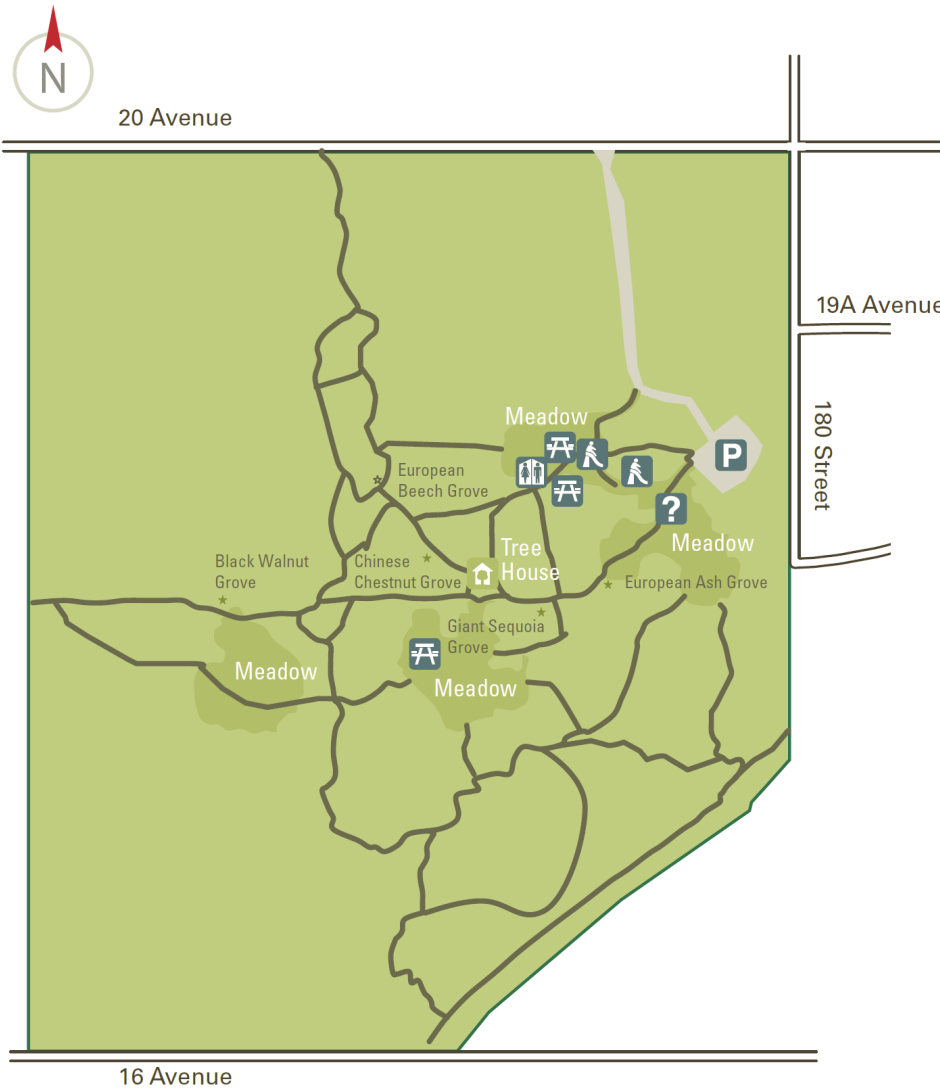 N
20 Avenue
19A Avenue
180 Street
Meadow
P
European
Beech Grove
?
Meadow
Tree
House
Black Walnut
Grove
Chinese
Chestnut Grove
European Ash Grove
Giant Sequoia
Grove
Meadow
Meadow
16 Avenue